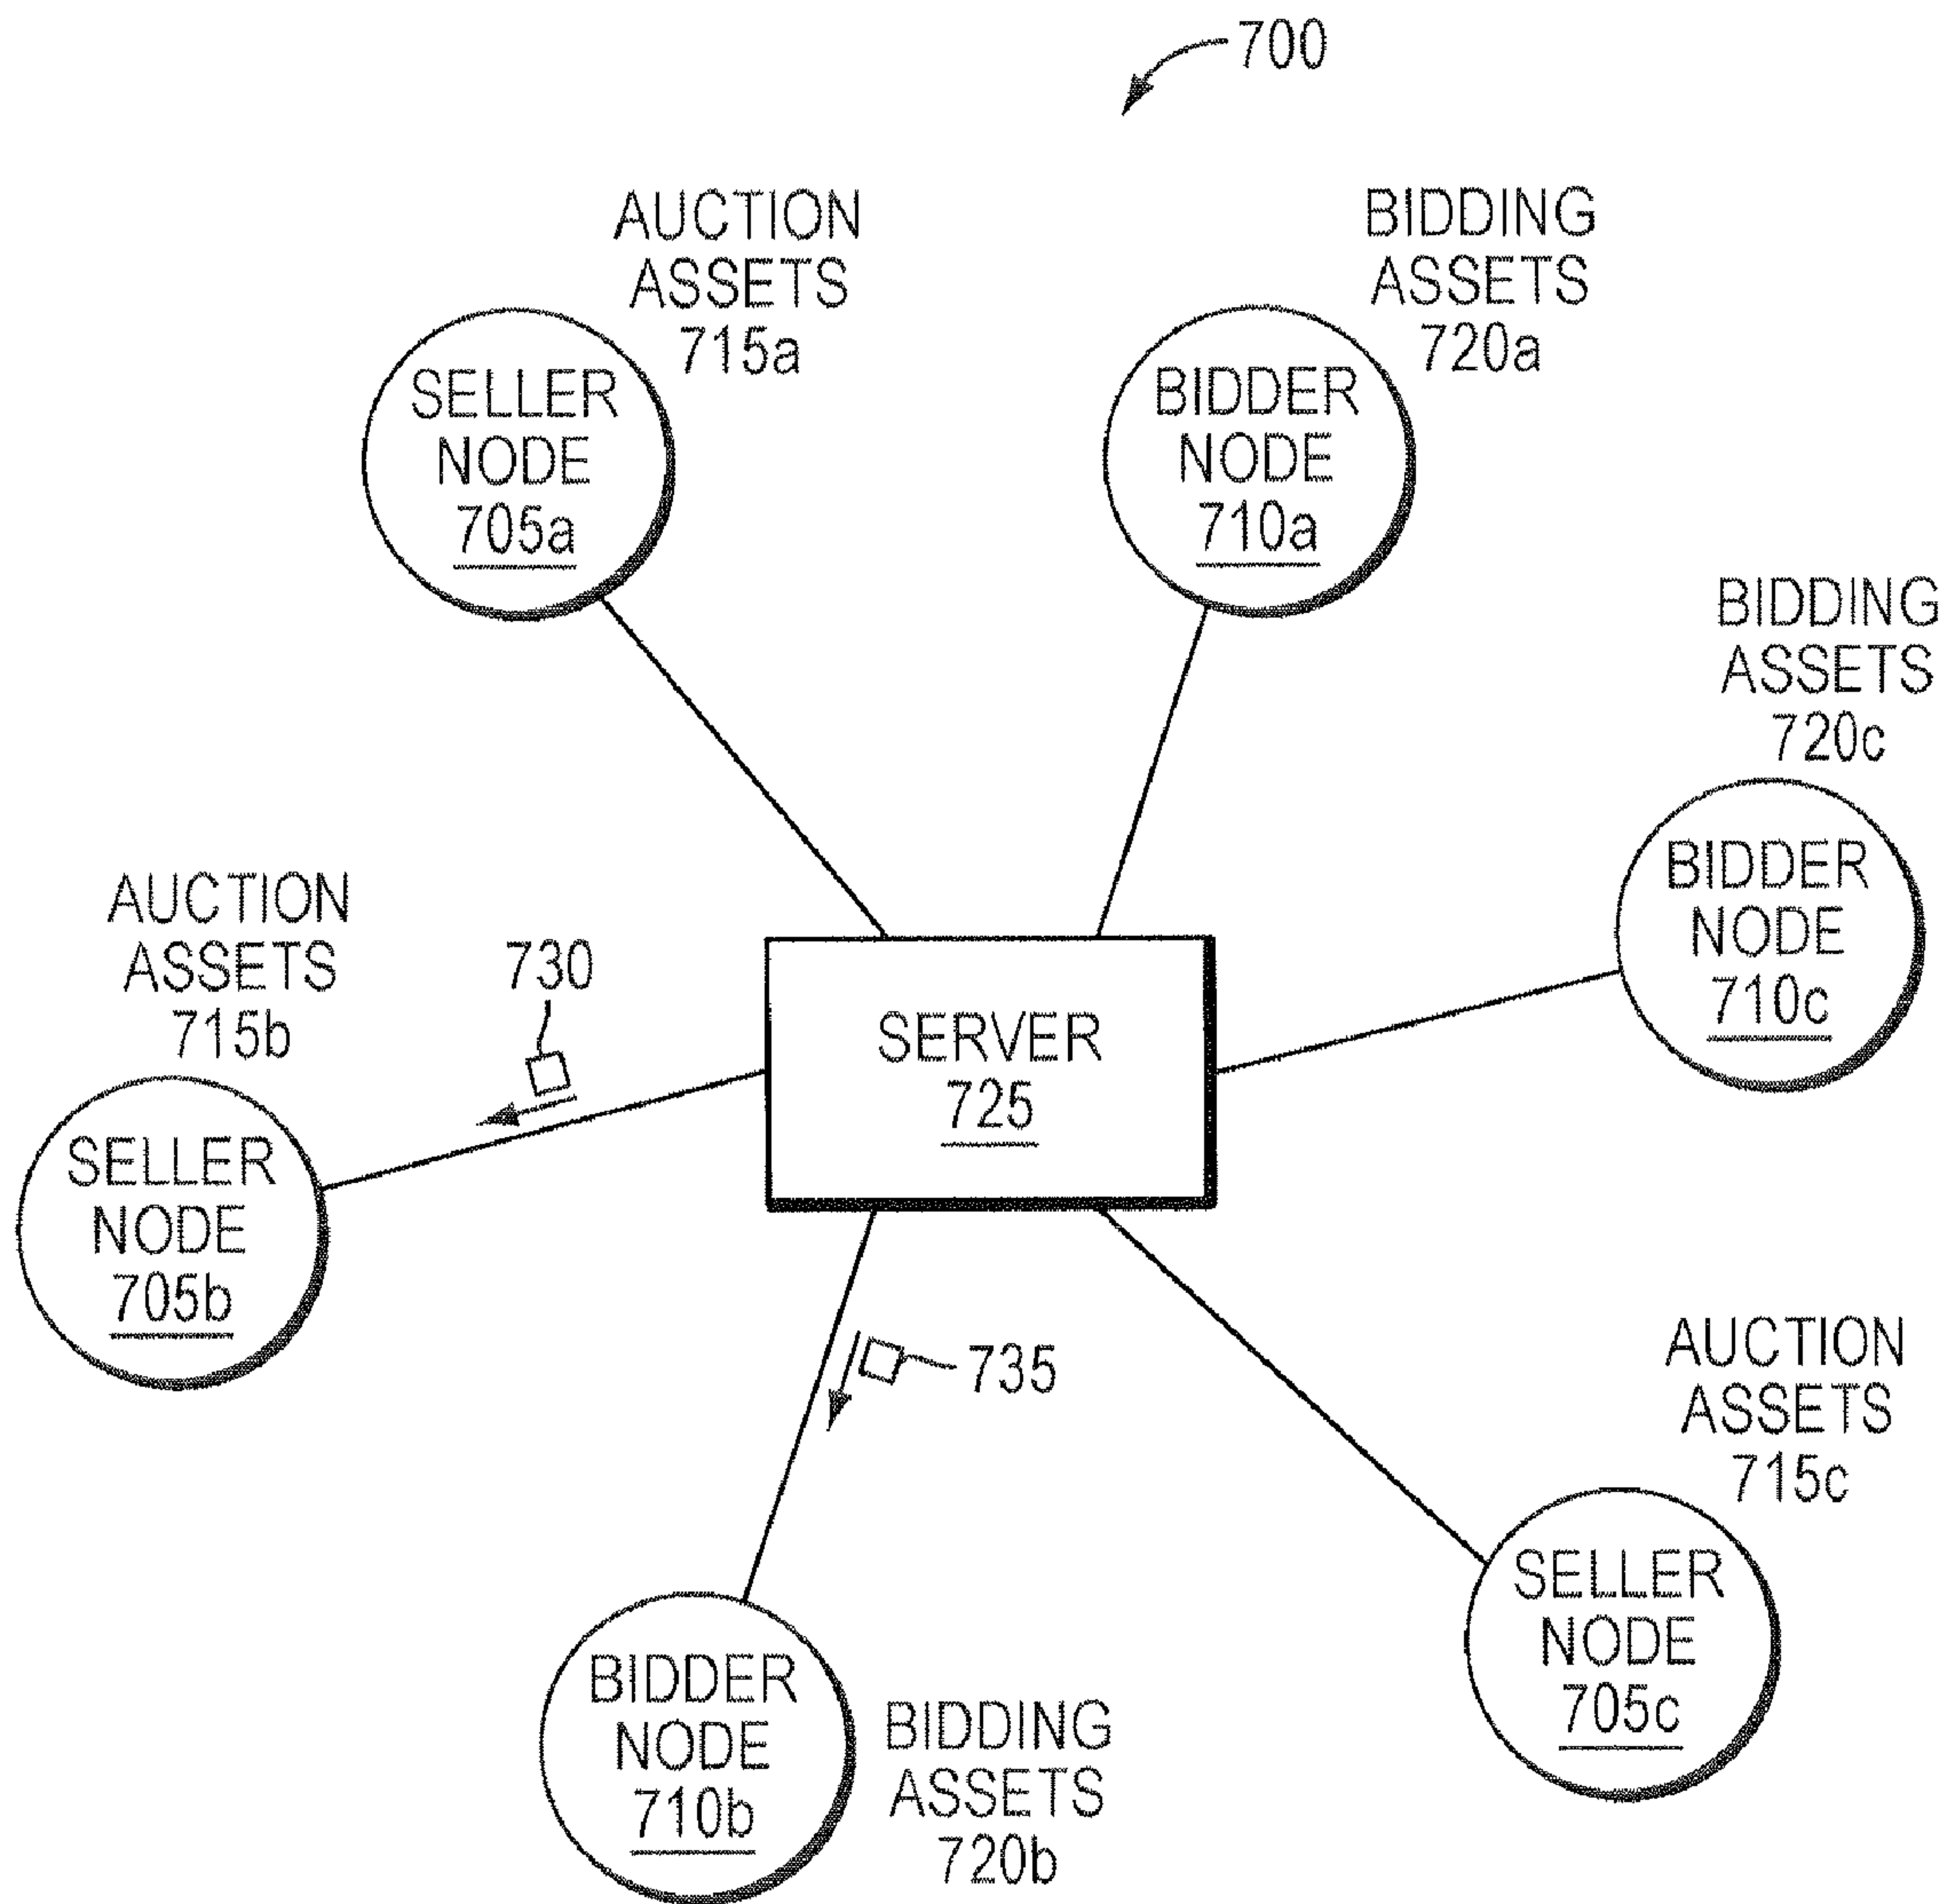 700
AUCTION
ASSETS
715a
BIDDING
ASSETS
720a
SELLER
NODE
705a
BIDDER
NODE
710a
BIDDING
ASSETS
720c
BIDDER
NODE
710c
AUCTION
ASSETS
715b
730
SERVER
725
SELLER
NODE
705b
735
AUCTION
ASSETS
715c
SELLER
NODE
705c
BIDDER
NODE
710b
BIDDING
ASSETS
720b